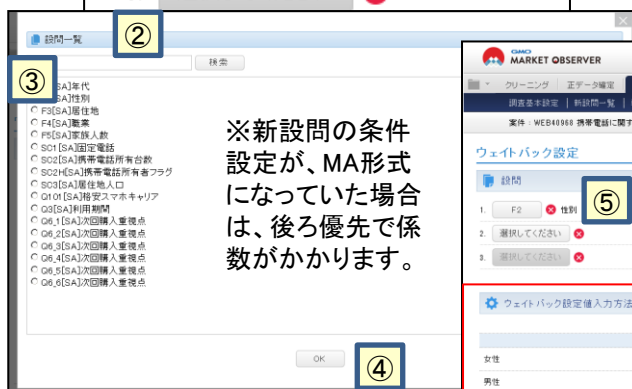 ②
設問一覧
検索
③
[SA]年代
[SA]性別
F3[SA]居住地
F4[SA]職業
F5[SA]家族人数
SC1[SA]固定電話
SC2[SA]携帯電話所有台数
SC2H[SA]携帯電話所有者フラグ
SC3[SA]居住地人口
Q101[SA]格安スマホキャリア
Q3[SA]利用期間
Q6_1[SA]次回購入重視点
Q6_2[SA]次回購入重視点
Q6_3[SA]次回購入重視点
Q6_4[SA]次回購入重視点
Q6_5[SA]次回購入重視点
Q6_6[SA]次回購入重視点
※新設問の条件
設定が、MA形式
になっていた場合
は、後ろ優先で係
数がかかります。
OK
④
GMO
MARKET OBSERVER
クリーニング 正データ確定
調査基本設定 | 新設問一覧 |
案件：WEB40968 携帯電話に関す
ウェイトバック設定
設問
⑤
1. F2 性別
2. 選択してください
3. 選択してください
ウェイトバック設定値入力方法
女性
男性